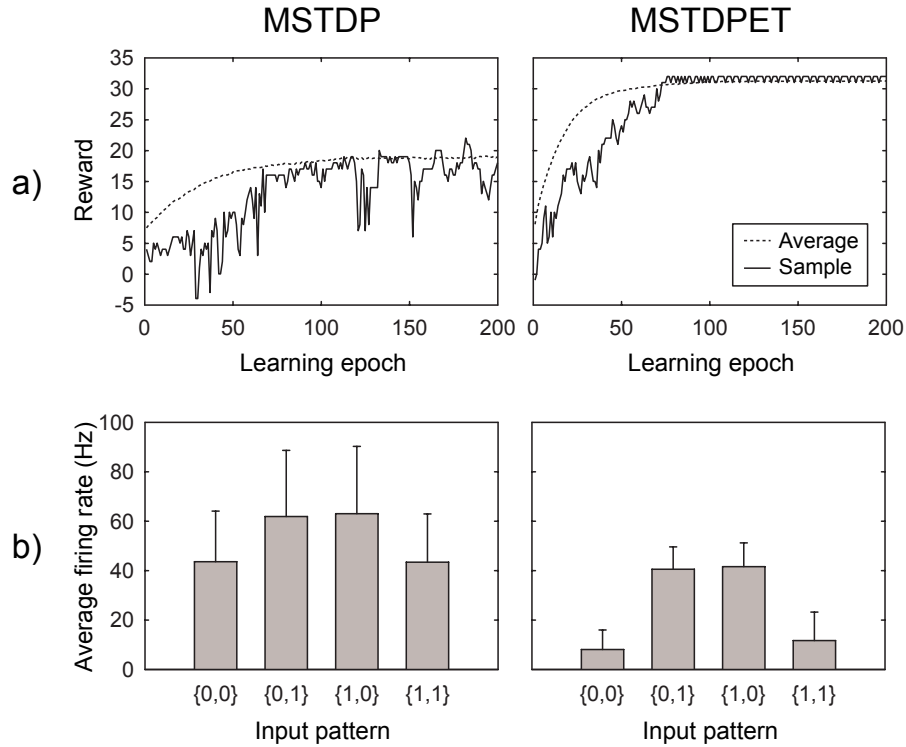 MSTDP
MSTDPET
a)
Reward
35
30
25
20
15
10
5
0
-5
0 50 100 150 200
Learning epoch
Average
Sample
0 50 100 150 200
Learning epoch
b)
Average firing rate (Hz)
100
80
60
40
20
0
{0,0} {0,1} {1,0} {1,1}
Input pattern
{0,0} {0,1} {1,0} {1,1}
Input pattern